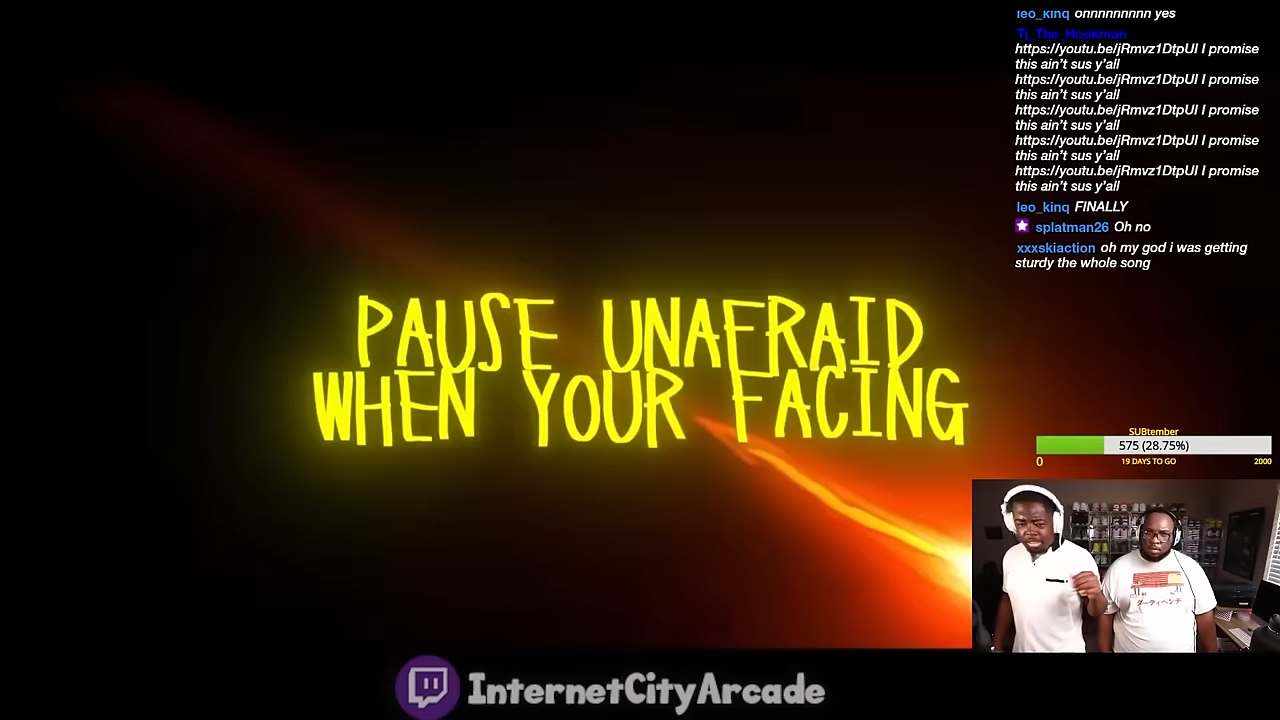 leo_kinq onnnnnnnnn yes
Tj_The_Hookman
https://youtu.be/jRmvz1DtpUI I promise
this ain't sus y'all
https://youtu.be/jRmvz1DtpUI I promise
this ain't sus y'all
https://youtu.be/jRmvz1DtpUI I promise
this ain't sus y'all
https://youtu.be/jRmvz1DtpUI I promise
this ain't sus y'all
https://youtu.be/jRmvz1DtpUI I promise
this ain't sus y'all
leo_kinq FINALLY
splatman26 Oh no
xxxskiaction oh my god i was getting
sturdy the whole song
PAUSE UNAFRAID
WHEN YOUR FACING
SUBtember
575 (28.75%)
0 19 DAYS TO GO 2000
InternetCityArcade